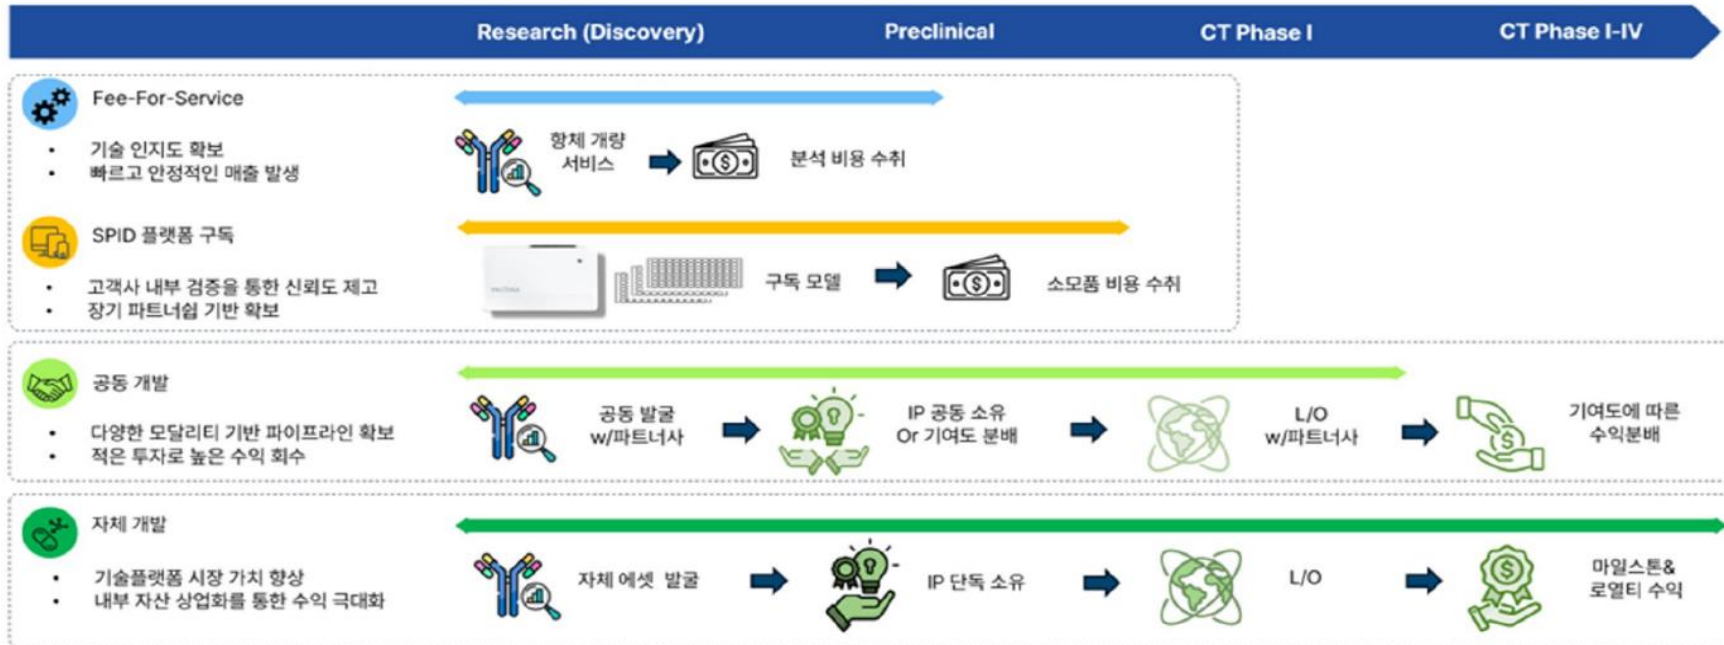 Research (Discovery)
Preclinical
CT Phase I
CT Phase I-IV
Fee-For-Service
• 기술 인지도 확보
• 빠르고 안정적인 매출 발생
항체 개량
서비스
분석 비용 수취
SPID 플랫폼 구독
• 고객사 내부 검증을 통한 신뢰도 제고
• 장기 파트너쉽 기반 확보
구독 모델
소모품 비용 수취
공동 개발
• 다양한 모달리티 기반 파이프라인 확보
• 적은 투자로 높은 수익 회수
공동 발굴
w/파트너사
IP 공동 소유
Or 기여도 분배
L/O
w/파트너사
기여도에 따른
수익분배
자체 개발
• 기술플랫폼 시장 가치 향상
• 내부 자산 상업화를 통한 수익 극대화
자체 에셋 발굴
IP 단독 소유
L/O
마일스톤&
로열티 수익